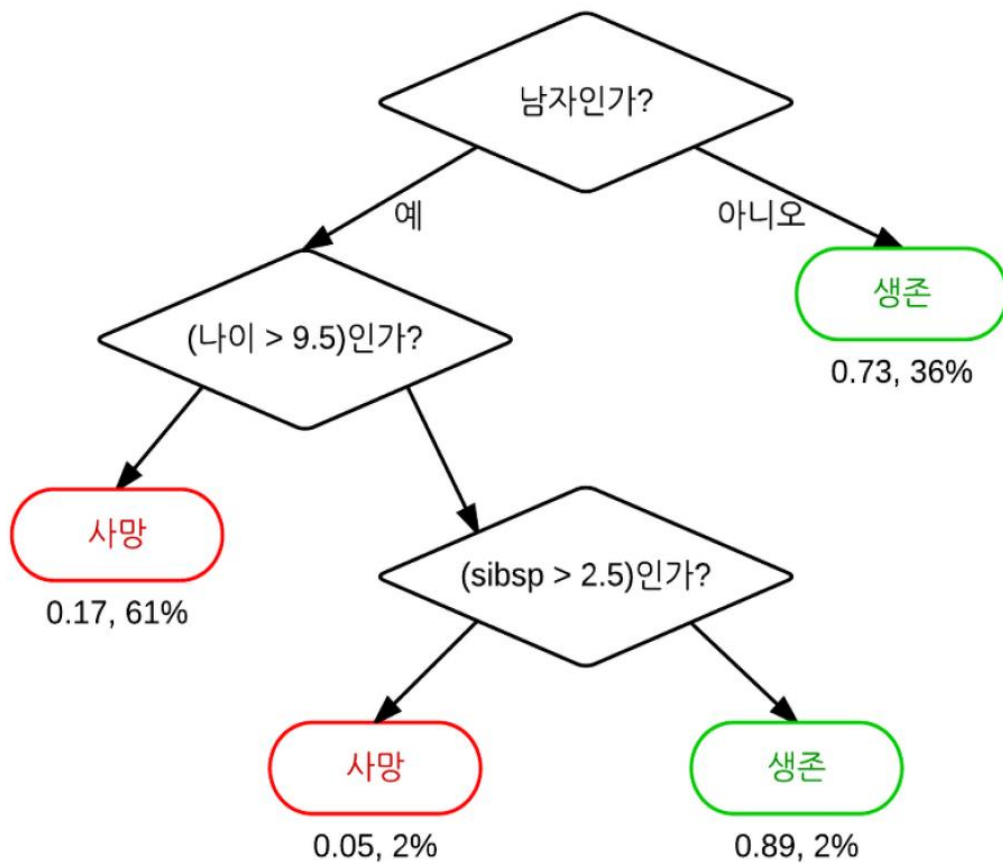 남자인가?
예
아니오
생존
0.73, 36%
(나이 > 9.5)인가?
사망
0.17, 61%
(sibsp > 2.5)인가?
사망
0.05, 2%
생존
0.89, 2%